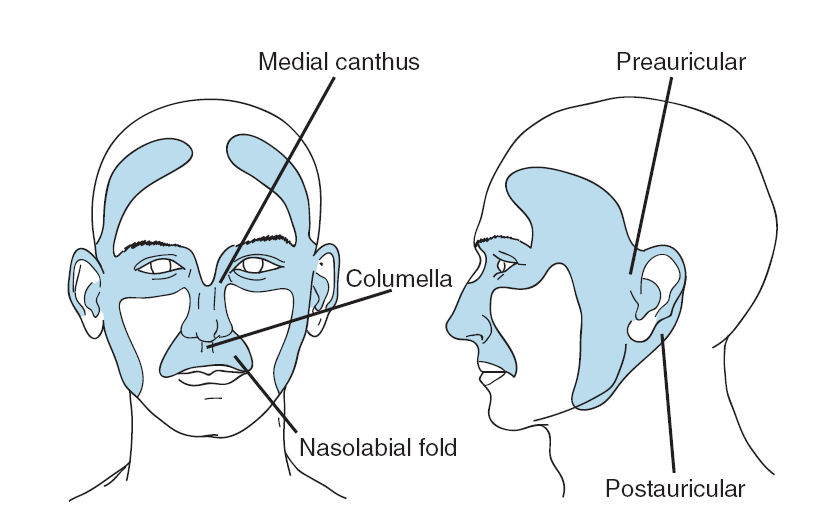 Medial canthus
Preauricular
Columella
Nasolabial fold
Postauricular